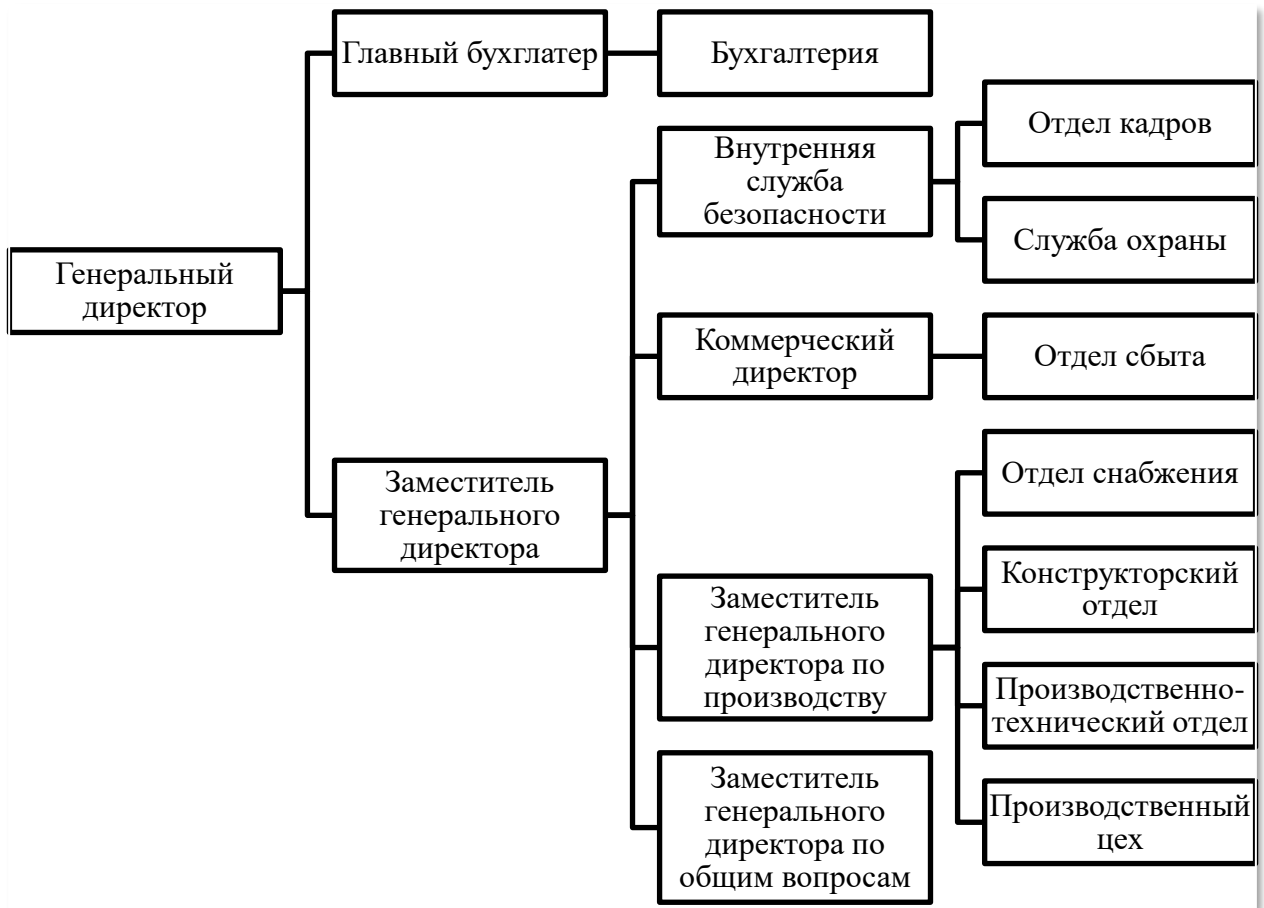 Главный бухглатер
Бухгалтерия
Отдел кадров
Внутренняя
служба
безопасности
Служба охраны
Генеральный
директор
Коммерческий
директор
Отдел сбыта
Заместитель
генерального
директора
Отдел снабжения
Конструкторский
отдел
Заместитель
генерального
директора по
производству
Производственно-
технический отдел
Производственный
цех
Заместитель
генерального
директора по
общим вопросам